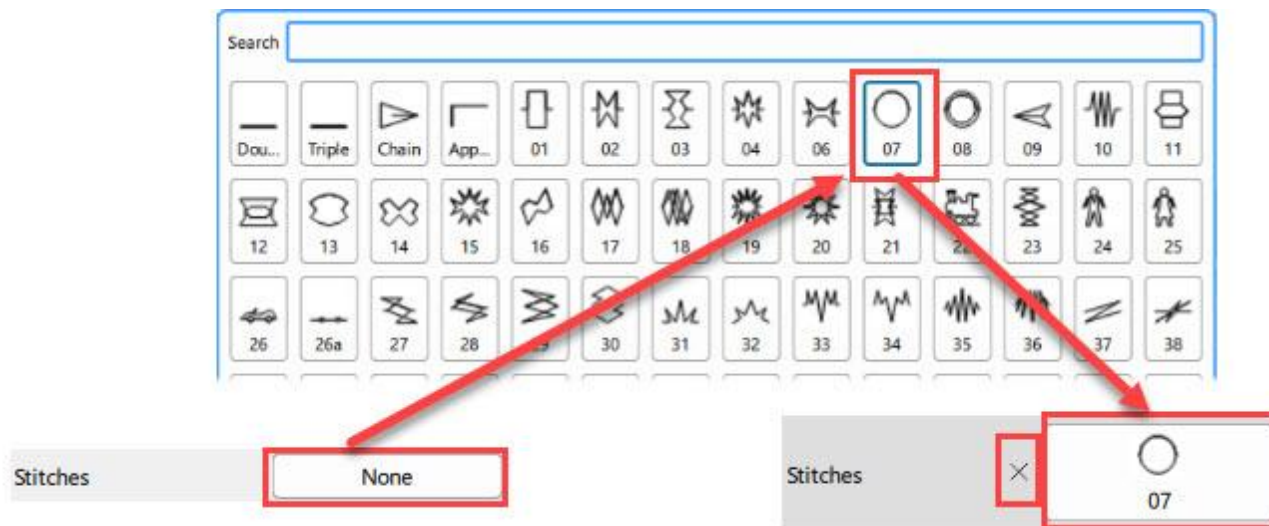 Search
Dou... Triple Chain App... 01 02 03 04 06 07 08 09 10 11
12 13 14 15 16 17 18 19 20 21 22 23 24 25
26 26a 27 28 29 30 31 32 33 34 35 36 37 38
Stitches None
Stitches 07